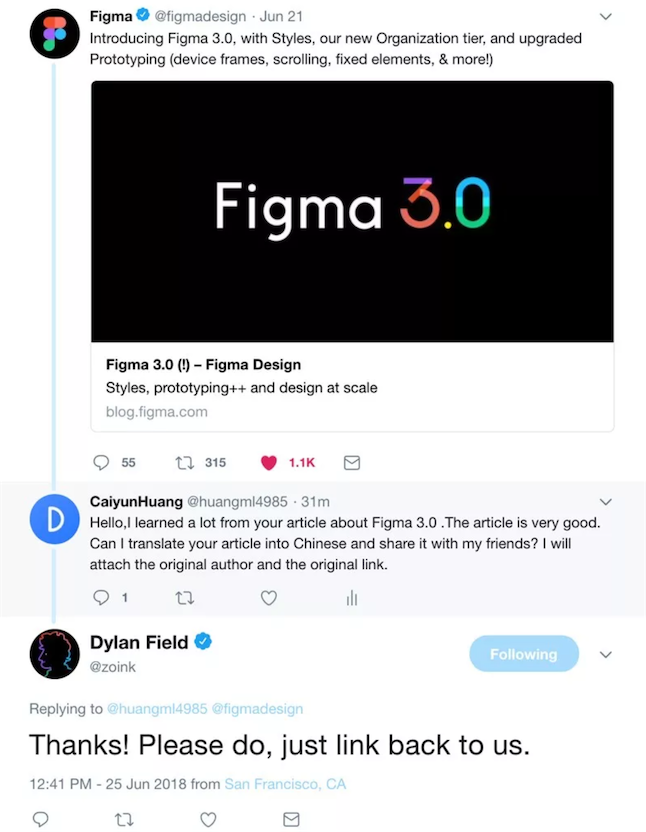 Figma @figmadesign · Jun 21
Introducing Figma 3.0, with Styles, our new Organization tier, and upgraded
Prototyping (device frames, scrolling, fixed elements, & more!)
Figma 3.0
Figma 3.0 (!) – Figma Design
Styles, prototyping++ and design at scale
blog.figma.com
55 315 1.1K
CaiyunHuang @huangml4985 · 31m
Hello,I learned a lot from your article about Figma 3.0 .The article is very good.
Can I translate your article into Chinese and share it with my friends? I will
attach the original author and the original link.
1
D
Dylan Field
@zoink
Following
Replying to @huangml4985 @figmadesign
Thanks! Please do, just link back to us.
12:41 PM - 25 Jun 2018 from San Francisco, CA